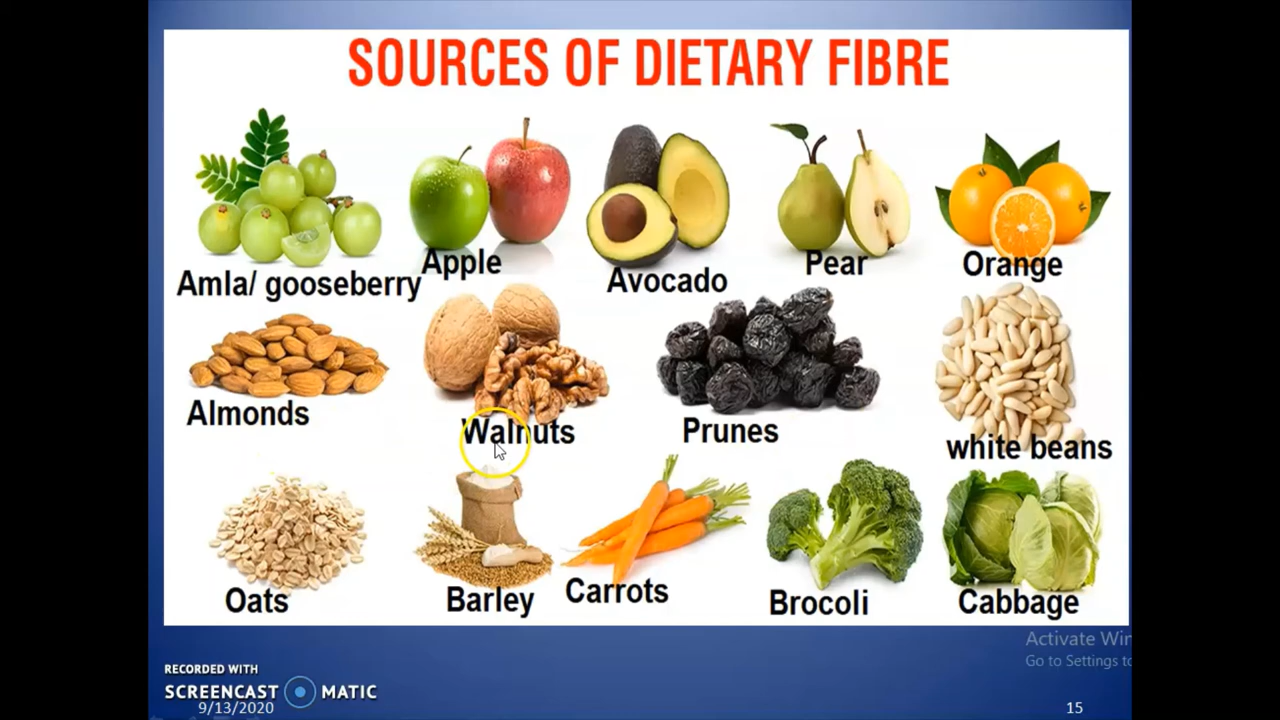 SOURCES OF DIETARY FIBRE
Amla/ gooseberry
Apple
Avocado
Pear
Orange
Almonds
Walnuts
Prunes
white beans
Oats
Barley
Carrots
Brocoli
Cabbage
Activate Win
Go to Settings to
RECORDED WITH
SCREENCAST MATIC
9/13/2020
15